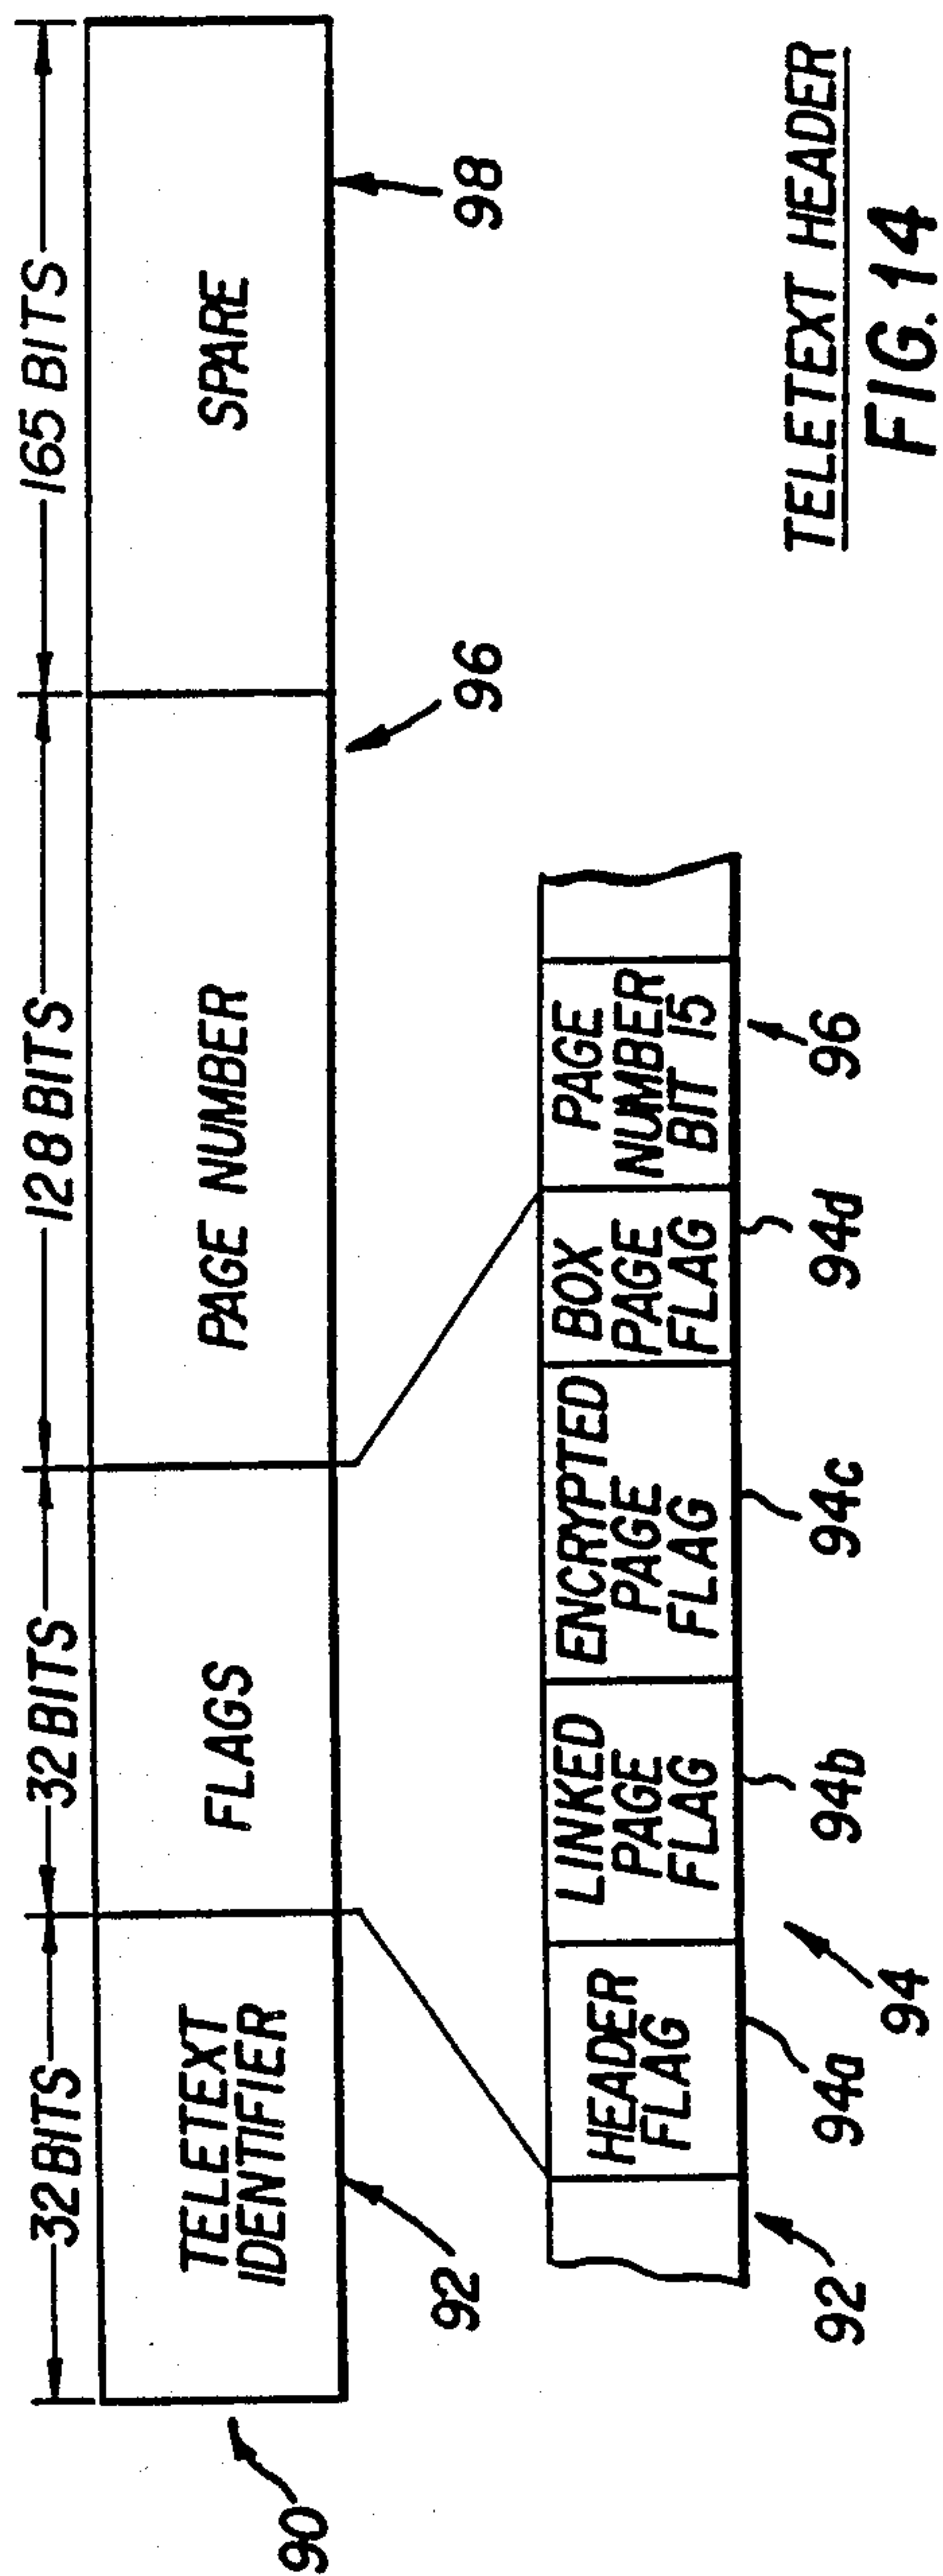 32 BITS 32 BITS 128 BITS 165 BITS
TELETEXT
IDENTIFIER
FLAGS
PAGE NUMBER
SPARE
90
92
96
98
HEADER
FLAG
LINKED
PAGE
FLAG
ENCRYPTED
PAGE
FLAG
BOX
PAGE
FLAG
PAGE
NUMBER
BIT 15
92
94a
94
94b
94c
94d
96
TELETEXT HEADER
FIG. 14